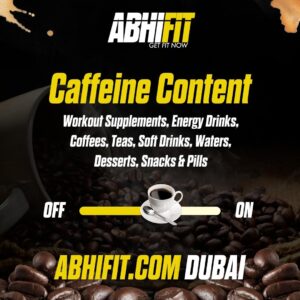 ABHIFIT
GET FIT NOW
Caffeine Content
Workout Supplements, Energy Drinks,
Coffees, Teas, Soft Drinks, Waters,
Desserts, Snacks & Pills
OFF ON
ABHIFIT.COM DUBAI